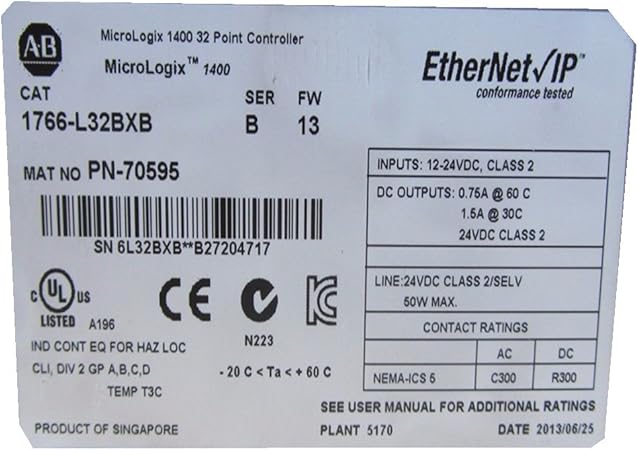 AB
MicroLogix 1400 32 Point Controller
MicroLogix™ 1400
EtherNet/IP™
conformance tested
CAT SER FW
1766-L32BXB B 13
MAT NO PN-70595
SN 6L32BXB**B27204717
INPUTS: 12-24VDC, CLASS 2
DC OUTPUTS: 0.75A @ 60 C
1.5A @ 30C
24VDC CLASS 2
LINE:24VDC CLASS 2/SELV
50W MAX.
CONTACT RATINGS
AC DC
NEMA-ICS 5 C300 R300
C UL US
LISTED A196
CE
N223
IND CONT EQ FOR HAZ LOC
CLI, DIV 2 GP A,B,C,D
TEMP T3C
- 20 C < Ta < + 60 C
SEE USER MANUAL FOR ADDITIONAL RATINGS
PRODUCT OF SINGAPORE PLANT 5170 DATE 2013/06/25